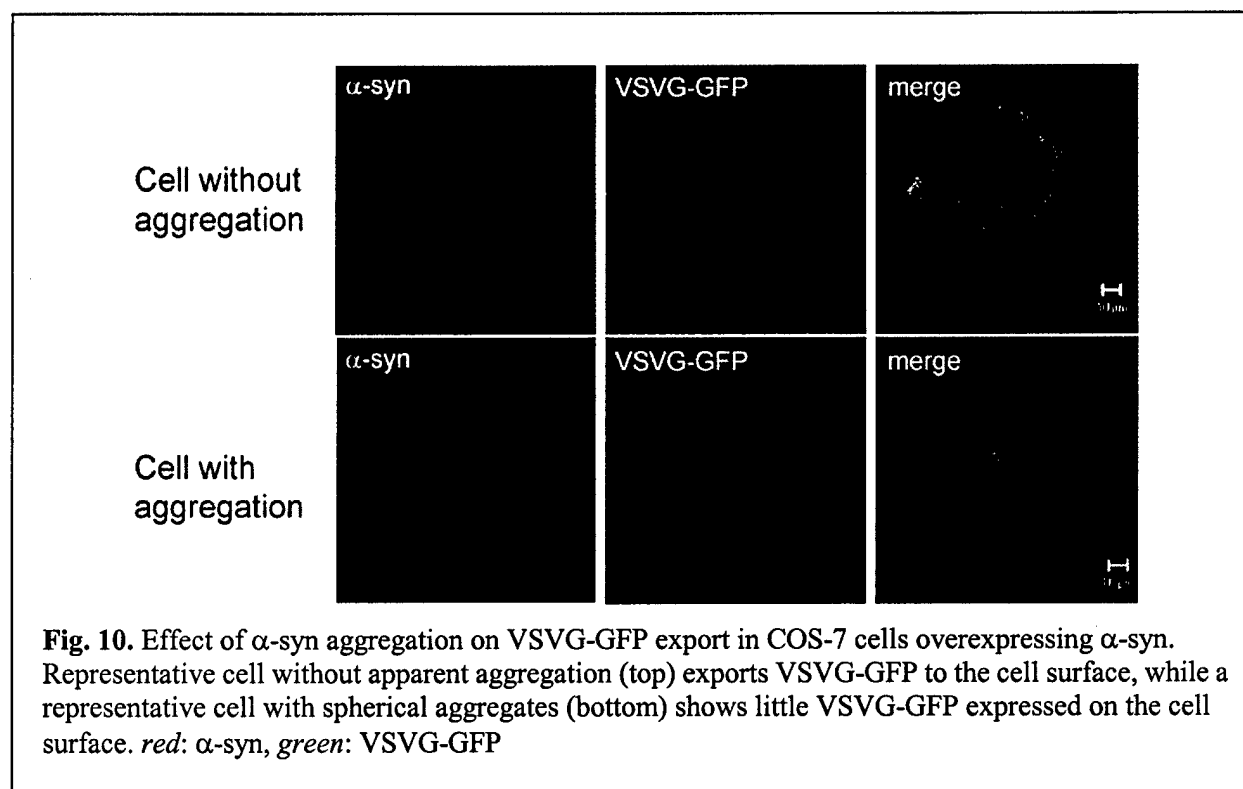 α-syn
VSVG-GFP
merge
Cell without
aggregation
α-syn
VSVG-GFP
merge
Cell with
aggregation
Fig. 10. Effect of α-syn aggregation on VSVG-GFP export in COS-7 cells overexpressing α-syn.
Representative cell without apparent aggregation (top) exports VSVG-GFP to the cell surface, while a
representative cell with spherical aggregates (bottom) shows little VSVG-GFP expressed on the cell
surface. red: α-syn, green: VSVG-GFP